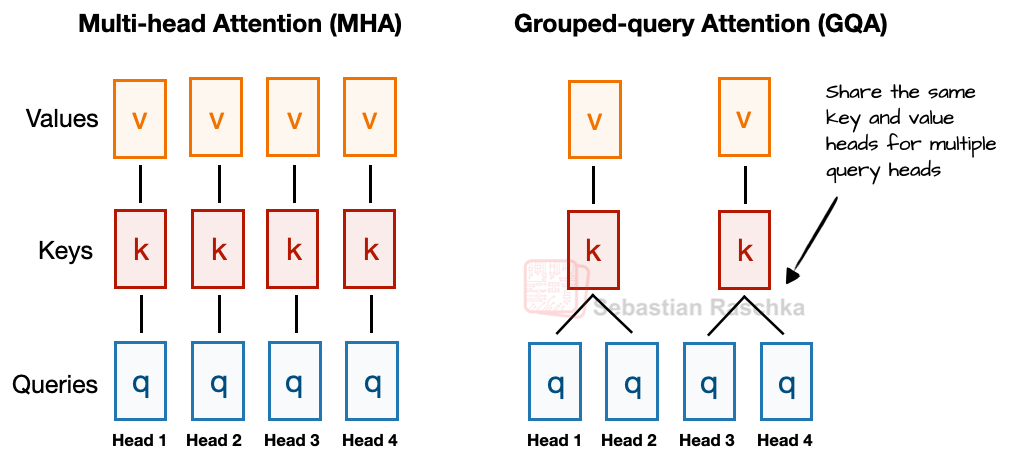 Multi-head Attention (MHA)
Grouped-query Attention (GQA)
Values
v v v v
v v
Share the same
key and value
heads for multiple
query heads
Keys
k k k k
k k
Sebastian Raschka
Queries
q q q q
q q q q
Head 1 Head 2 Head 3 Head 4
Head 1 Head 2 Head 3 Head 4